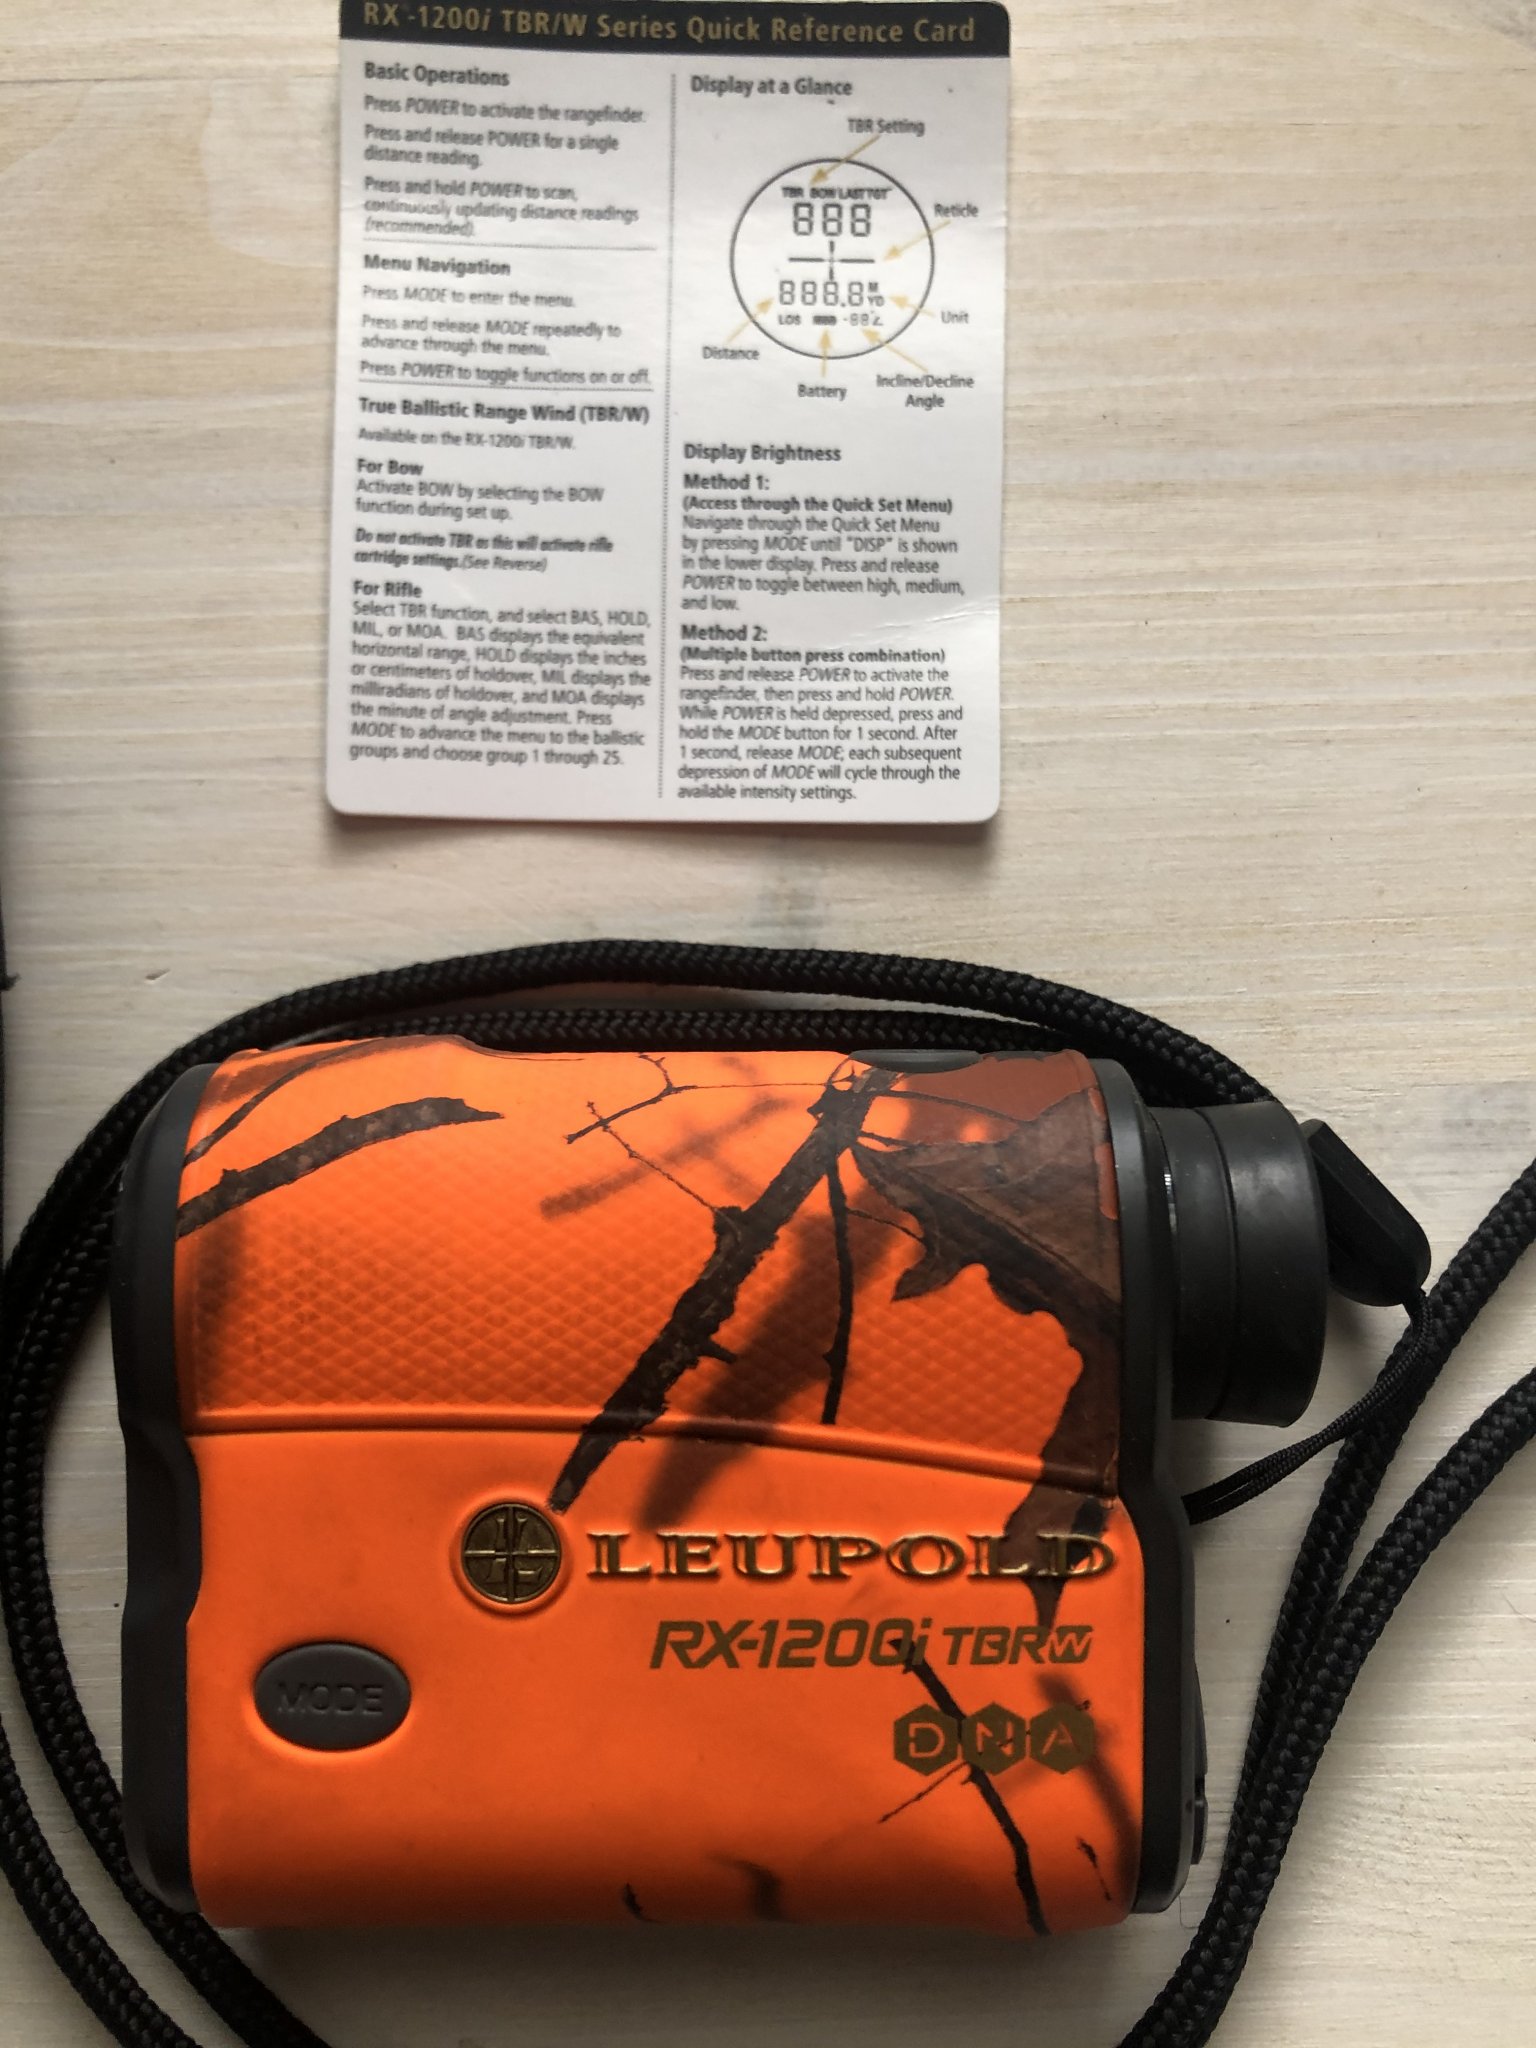 RX®-1200i TBR/W Series Quick Reference Card
Basic Operations
Press POWER to activate the rangefinder.
Press and release POWER for a single
distance reading.
Press and hold POWER to scan,
continuously updating distance readings
(recommended).
Menu Navigation
Press MODE to enter the menu.
Press and release MODE repeatedly to
advance through the menu.
Press POWER to toggle functions on or off.
True Ballistic Range Wind (TBR/W)
Available on the RX-1200i TBR/W.
For Bow
Activate BOW by selecting the BOW
function during set up.
Do not activate TBR as this will activate rifle
cartridge settings.(See Reverse)
For Rifle
Select TBR function, and select BAS, HOLD,
MIL, or MOA. BAS displays the equivalent
horizontal range, HOLD displays the inches
or centimeters of holdover, MIL displays the
milliradians of holdover, and MOA displays
the minute of angle adjustment. Press
MODE to advance the menu to the ballistic
groups and choose group 1 through 25.
Display at a Glance
TBR Setting
TBR BOW LAST TGT
888
Reticle
888.8 M YD
LOS -88°
Unit
Distance
Battery
Incline/Decline
Angle
Display Brightness
Method 1:
(Access through the Quick Set Menu)
Navigate through the Quick Set Menu
by pressing MODE until "DISP" is shown
in the lower display. Press and release
POWER to toggle between high, medium,
and low.
Method 2:
(Multiple button press combination)
Press and release POWER to activate the
rangefinder, then press and hold POWER.
While POWER is held depressed, press and
hold the MODE button for 1 second. After
1 second, release MODE; each subsequent
depression of MODE will cycle through the
available intensity settings.
LEUPOLD
RX-1200i TBR W
MODE
DNA